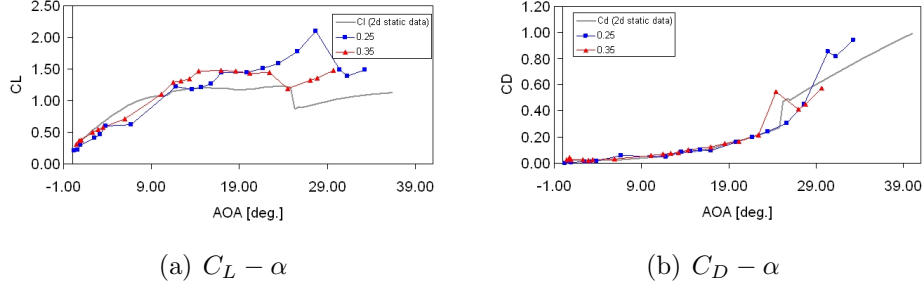 2.50
2.00
1.50
1.00
0.50
0.00
CL
Cl (2d static data)
0.25
0.35
-1.00 9.00 19.00 29.00 39.00
AOA [deg.]
(a) C_L − α
1.20
1.00
0.80
0.60
0.40
0.20
0.00
CD
Cd (2d static data)
0.25
0.35
-1.00 9.00 19.00 29.00 39.00
AOA [deg.]
(b) C_D − α